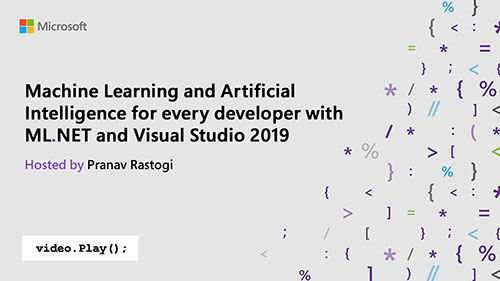 Microsoft
Machine Learning and Artificial
Intelligence for every developer with
ML.NET and Visual Studio 2019
Hosted by Pranav Rastogi
video.Play();